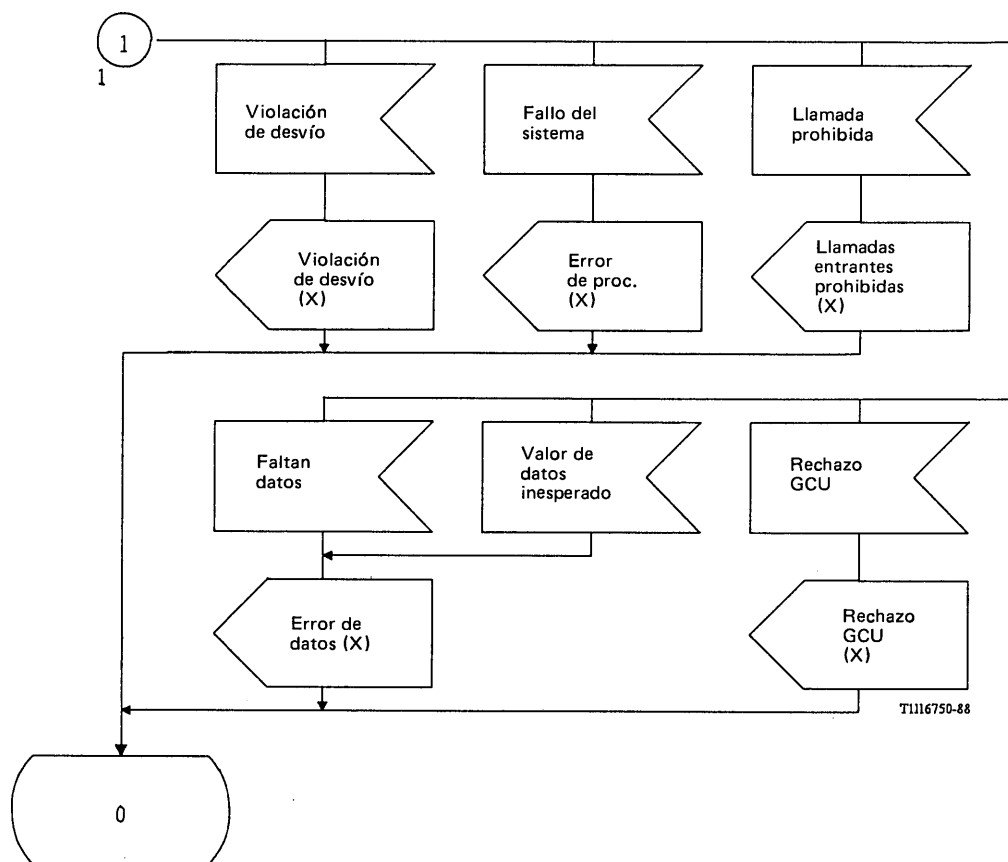 1
1
Violación
de desvío
Fallo del
sistema
Llamada
prohibida
Violación
de desvío
(X)
Error
de proc.
(X)
Llamadas
entrantes
prohibidas
(X)
Faltan
datos
Valor de
datos
inesperado
Rechazo
GCU
Error de
datos (X)
Rechazo
GCU
(X)
T1116750-88
0